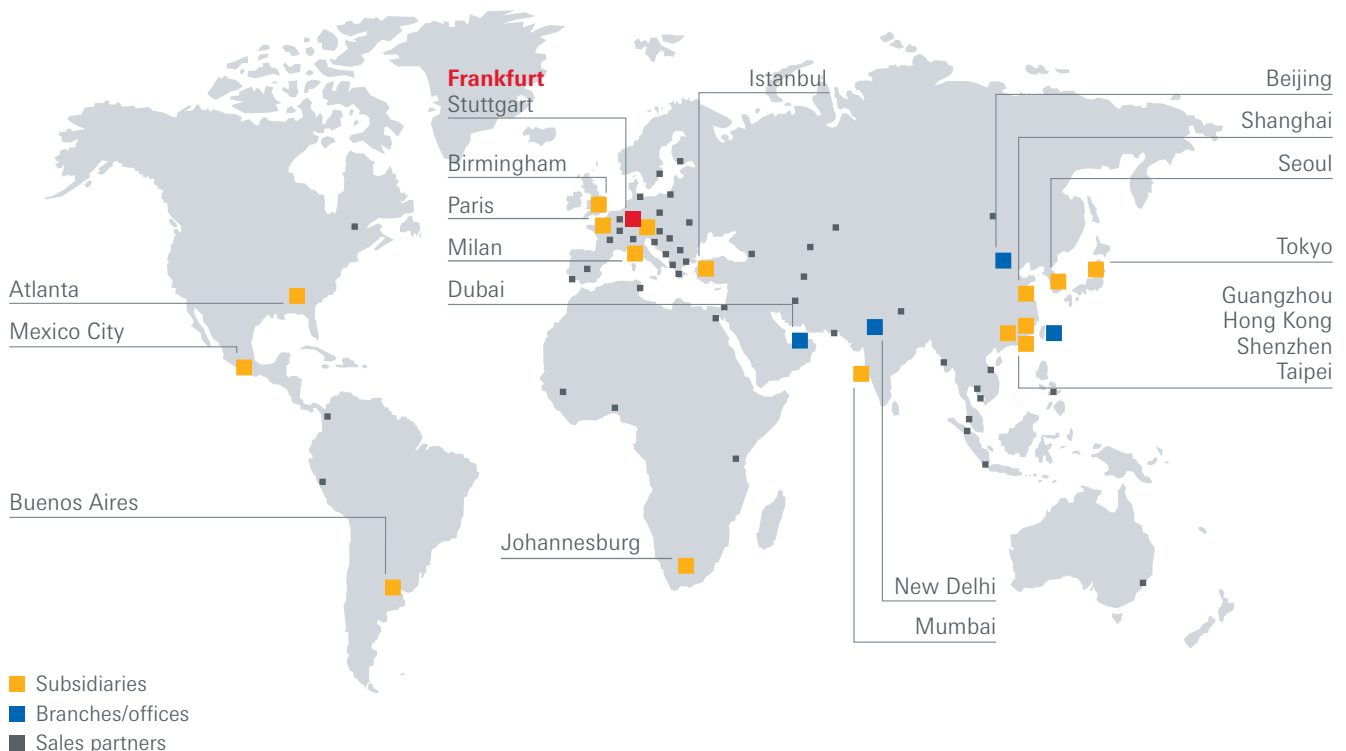 Frankfurt
Stuttgart
Istanbul
Beijing
Shanghai
Birmingham
Seoul
Paris
Milan
Tokyo
Dubai
Atlanta
Guangzhou
Hong Kong
Shenzhen
Taipei
Mexico City
Buenos Aires
Johannesburg
New Delhi
Mumbai
Subsidiaries
Branches/offices
Sales partners